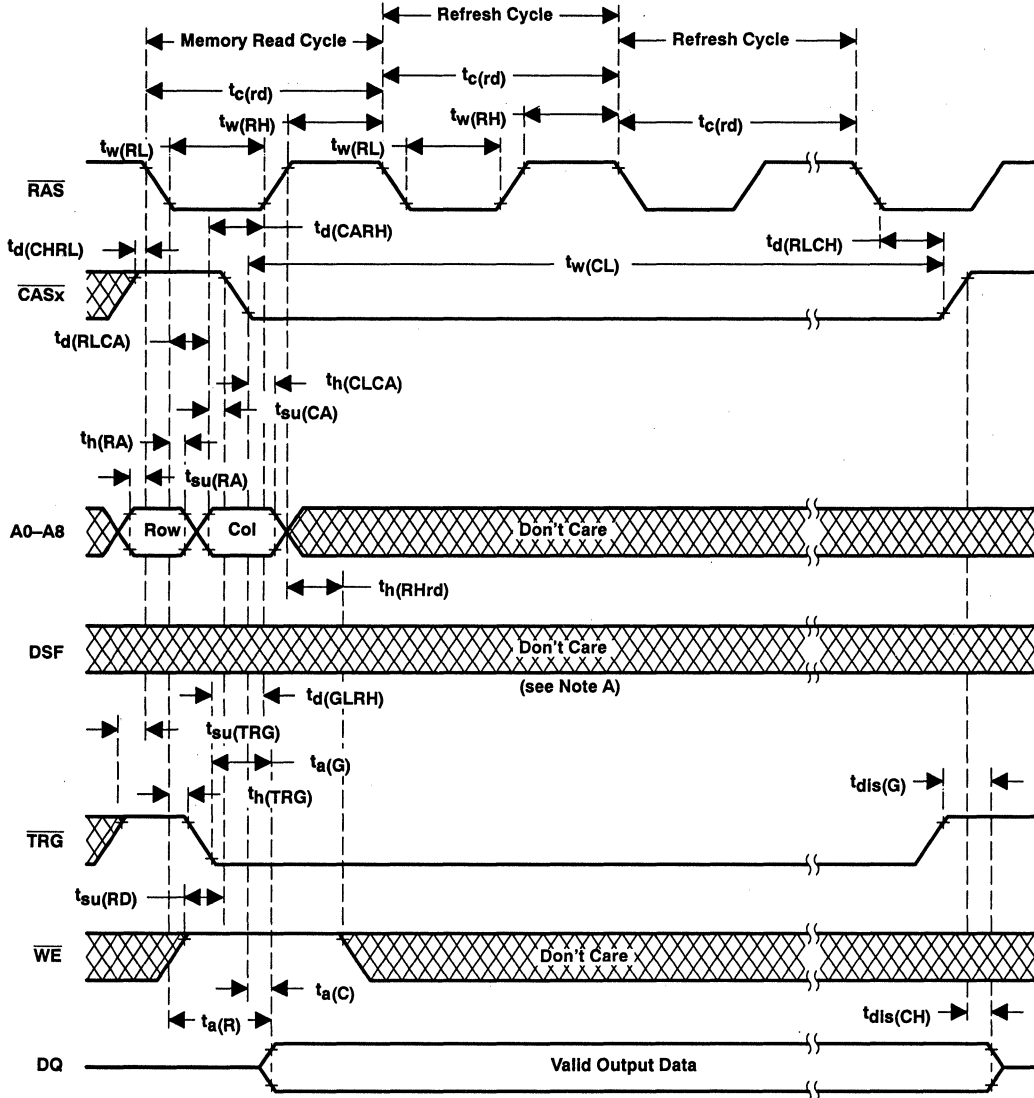 Refresh Cycle
Memory Read Cycle
Refresh Cycle
tc(rd)
tc(rd)
tw(RH)
tw(RH)
tc(rd)
tw(RL)
tw(RL)
RAS
td(CARH)
td(CHRL)
td(RLCH)
tw(CL)
CASx
td(RLCA)
th(CLCA)
tsu(CA)
th(RA)
tsu(RA)
A0–A8
Row
Col
Don't Care
th(RHrd)
DSF
Don't Care
(see Note A)
td(GLRH)
tsu(TRG)
ta(G)
tdis(G)
th(TRG)
TRG
tsu(RD)
WE
Don't Care
ta(C)
ta(R)
tdis(CH)
DQ
Valid Output Data